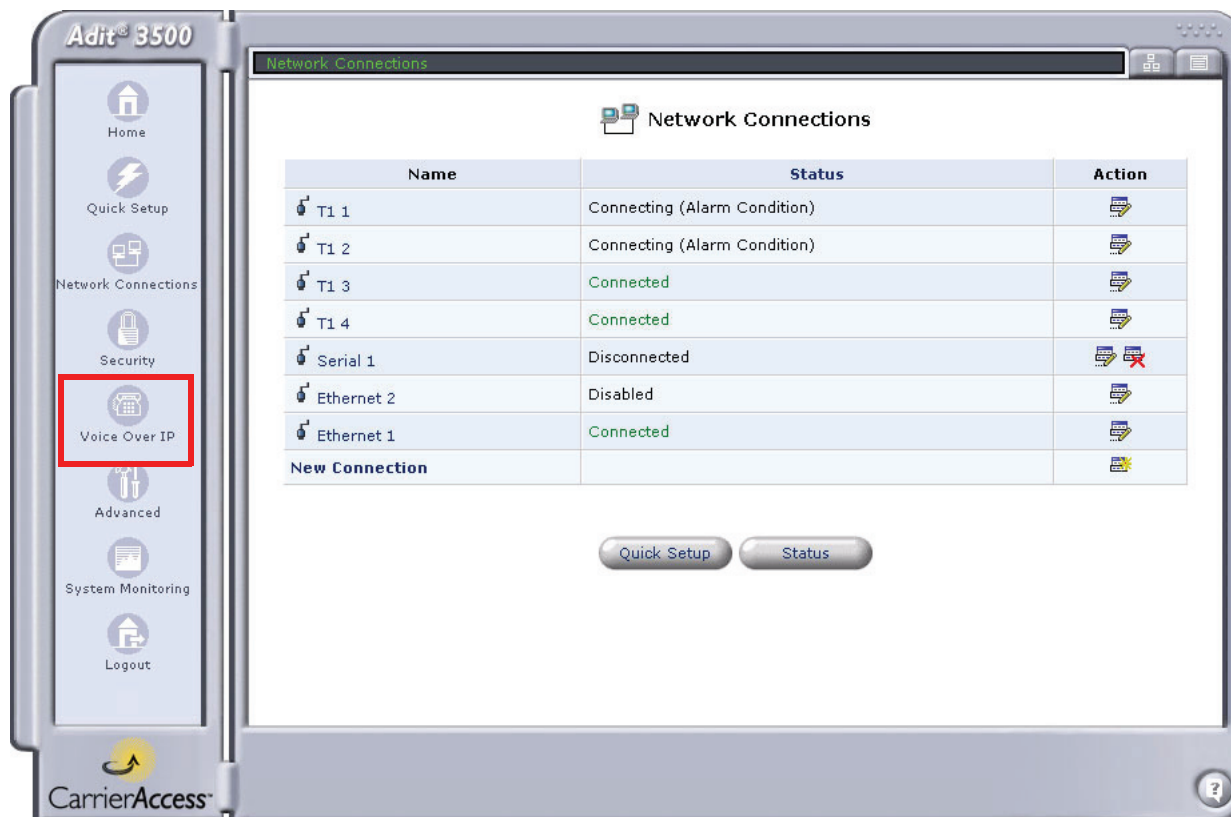 Adit® 3500
Home
Quick Setup
Network Connections
Security
Voice Over IP
Advanced
System Monitoring
Logout
CarrierAccess™
Network Connections
Network Connections
Name Status Action
T1 1 Connecting (Alarm Condition)
T1 2 Connecting (Alarm Condition)
T1 3 Connected
T1 4 Connected
Serial 1 Disconnected
Ethernet 2 Disabled
Ethernet 1 Connected
New Connection
Quick Setup Status
?